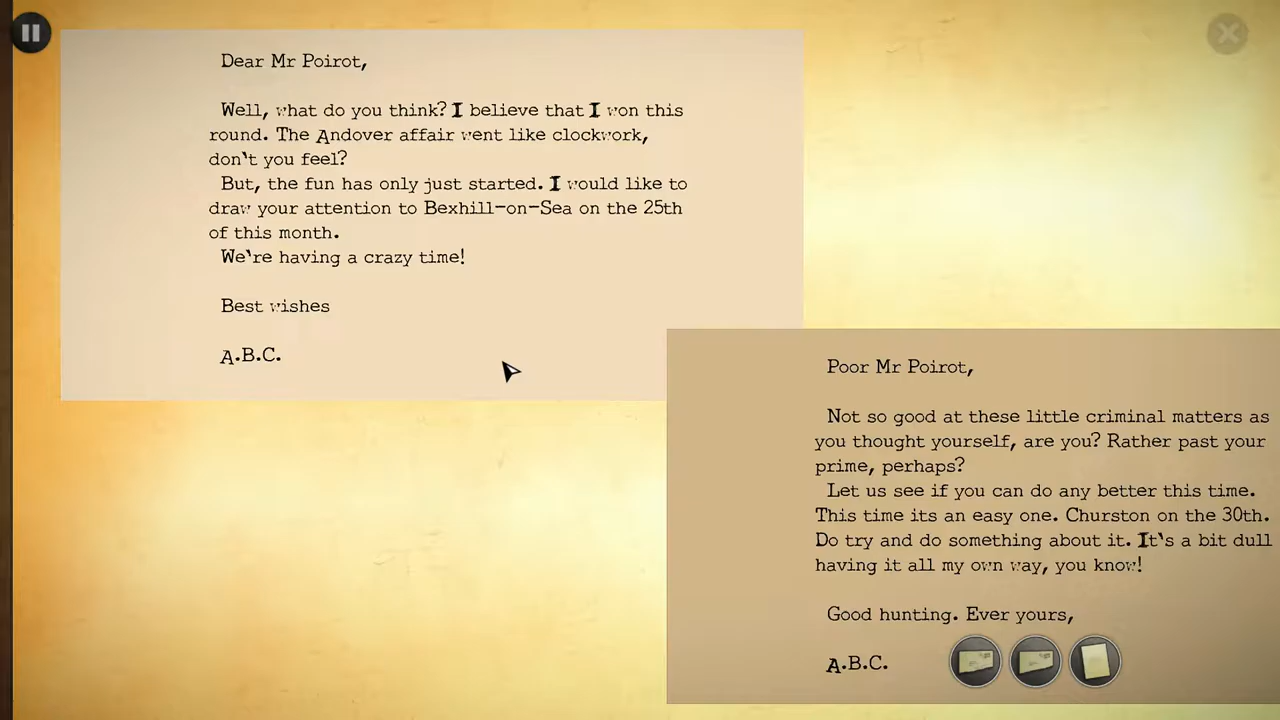 Dear Mr Poirot,
Well, what do you think? I believe that I won this
round. The Andover affair went like clockwork,
don't you feel?
But, the fun has only just started. I would like to
draw your attention to Bexhill-on-Sea on the 25th
of this month.
We're having a crazy time!
Best wishes
A.B.C.
Poor Mr Poirot,
Not so good at these little criminal matters as
you thought yourself, are you? Rather past your
prime, perhaps?
Let us see if you can do any better this time.
This time its an easy one. Churston on the 30th.
Do try and do something about it. It's a bit dull
having it all my own way, you know!
Good hunting. Ever yours,
A.B.C.